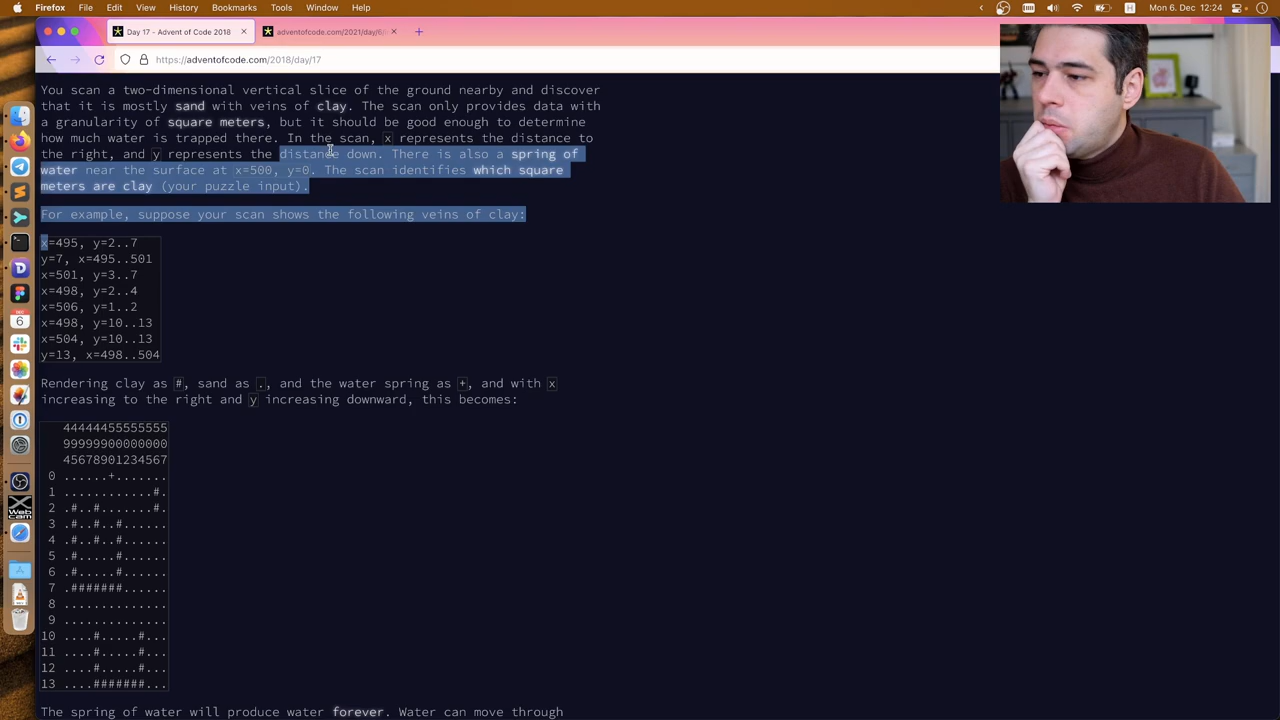 Firefox File Edit View History Bookmarks Tools Window Help Mon 6. Dec 12:24
Day 17 - Advent of Code 2018
adventofcode.com/2021/day/6/i
https://adventofcode.com/2018/day/17
You scan a two-dimensional vertical slice of the ground nearby and discover
that it is mostly sand with veins of clay. The scan only provides data with
a granularity of square meters, but it should be good enough to determine
how much water is trapped there. In the scan, x represents the distance to
the right, and y represents the distance down. There is also a spring of
water near the surface at x=500, y=0. The scan identifies which square
meters are clay (your puzzle input).
For example, suppose your scan shows the following veins of clay:
x=495, y=2..7
y=7, x=495..501
x=501, y=3..7
x=498, y=2..4
x=506, y=1..2
x=498, y=10..13
x=504, y=10..13
y=13, x=498..504
Rendering clay as #, sand as ., and the water spring as +, and with x
increasing to the right and y increasing downward, this becomes:
   44444455555555
   99999900000000
   45678901234567
 0 ......+.......
 1 ............#.
 2 .#..#.......#.
 3 .#..#..#......
 4 .#..#..#......
 5 .#.....#......
 6 .#.....#......
 7 .#######......
 8 ..............
 9 ..............
10 ....#.....#...
11 ....#.....#...
12 ....#.....#...
13 ....#######...
The spring of water will produce water forever. Water can move through